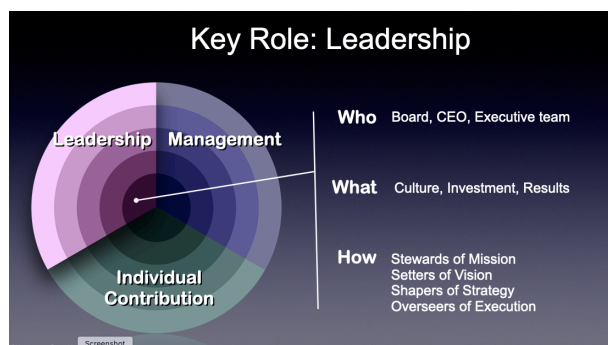 Key Role: Leadership
Leadership
Management
Individual
Contribution
Who
Board, CEO, Executive team
What
Culture, Investment, Results
How
Stewards of Mission
Setters of Vision
Shapers of Strategy
Overseers of Execution
Screenshot